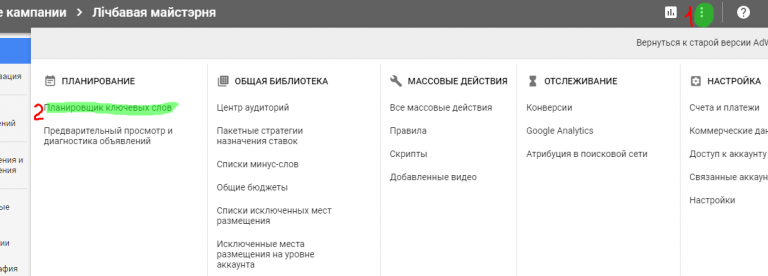 е кампании > Лічбавая майстэрня
1
?
Вернуться к старой версии AdW
ПЛАНИРОВАНИЕ
2 Планировщик ключевых слов
Предварительный просмотр и
диагностика объявлений
ОБЩАЯ БИБЛИОТЕКА
Центр аудиторий
Пакетные стратегии
назначения ставок
Списки минус-слов
Общие бюджеты
Списки исключенных мест
размещения
Исключенные места
размещения на уровне
аккаунта
МАССОВЫЕ ДЕЙСТВИЯ
Все массовые действия
Правила
Скрипты
Добавленные видео
ОТСЛЕЖИВАНИЕ
Конверсии
Google Analytics
Атрибуция в поисковой сети
НАСТРОЙКА
Счета и платежи
Коммерческие дан
Доступ к аккаунту
Связанные аккаун
Настройки
зация
ений
ения и
ения
ые
ии
рафия